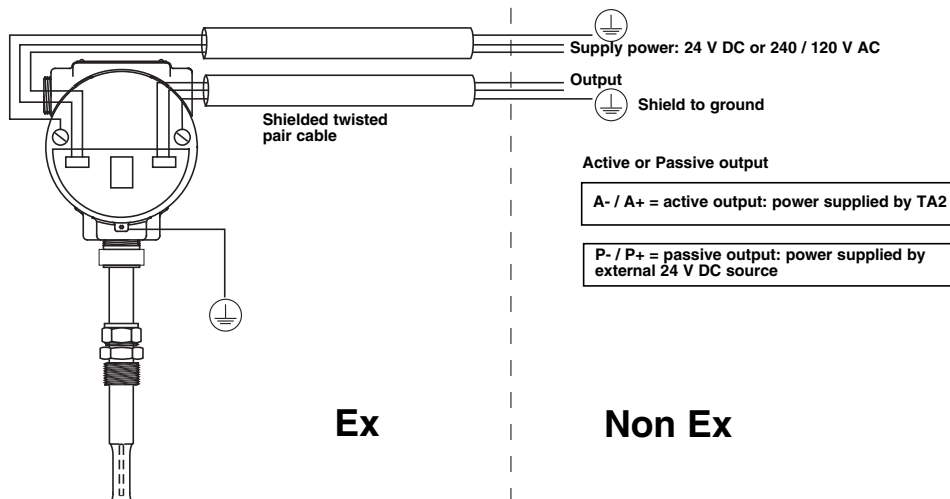 Supply power: 24 V DC or 240 / 120 V AC
Output
Shield to ground
Shielded twisted
pair cable
Active or Passive output
A- / A+ = active output: power supplied by TA2
P- / P+ = passive output: power supplied by
external 24 V DC source
Ex
Non Ex